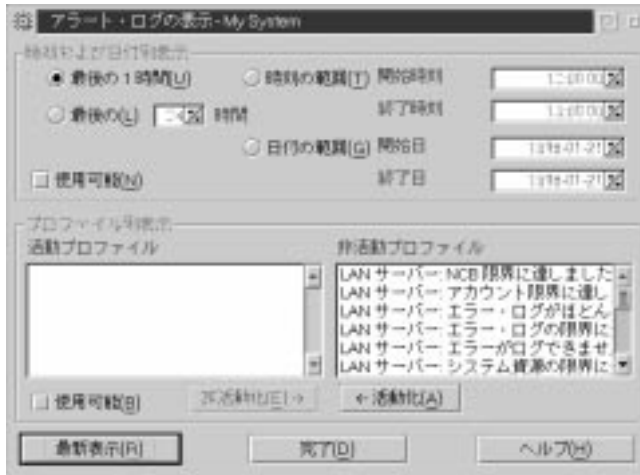 アラート・ログの表示 - My System
時刻および日付別表示
最後の1時間(U)
時刻の範囲(T) 開始時刻
最後の(L) 時間
終了時刻
日付の範囲(G) 開始日
使用可能(N)
終了日
プロファイル別表示
活動プロファイル
非活動プロファイル
LAN サーバー: NCB 限界に達しました
LAN サーバー: アカウント限界に達し
LAN サーバー: エラー・ログがほとん
LAN サーバー: エラー・ログの限界に
LAN サーバー: エラーがログできませ
LAN サーバー: システム資源の限界に
使用可能(B)
非活動化(E)→
←活動化(A)
最新表示(R)
完了(D)
ヘルプ(H)